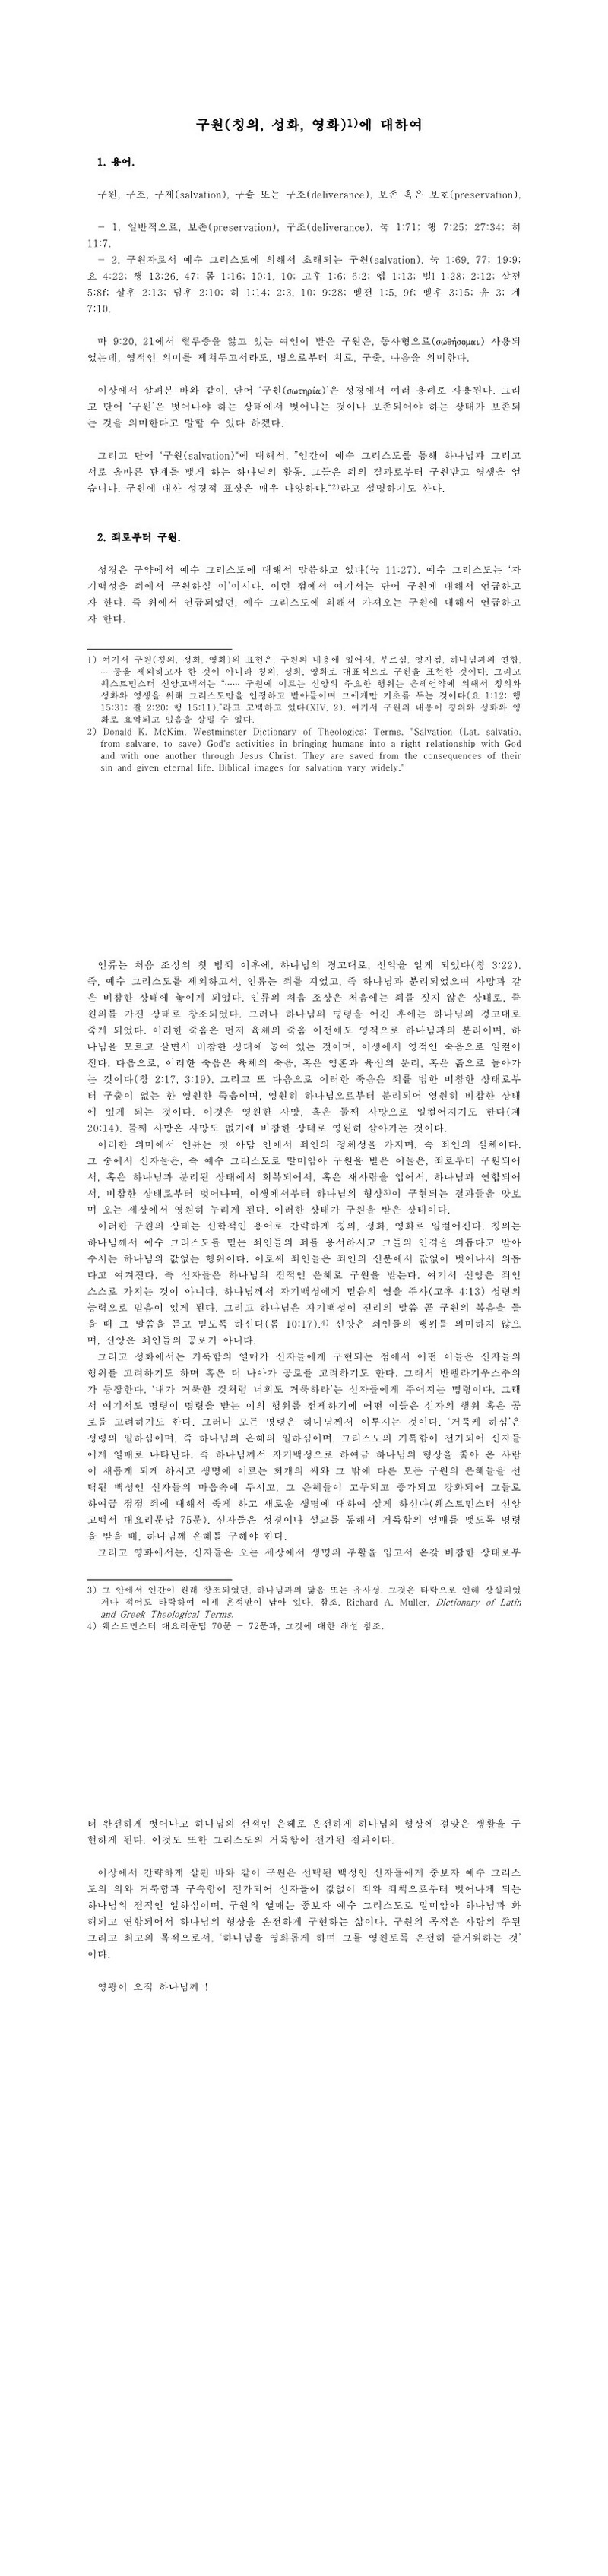 구원(칭의, 성화, 영화)1)에 대하여
1. 용어.
구원, 구조, 구제(salvation), 구출 또는 구조(deliverance), 보존 혹은 보호(preservation).
- 1. 일반적으로, 보존(preservation), 구조(deliverance). 눅 1:71; 행 7:25; 27:34; 히
11:7.
- 2. 구원자로서 예수 그리스도에 의해서 초래되는 구원(salvation). 눅 1:69, 77; 19:9;
요 4:22; 행 13:26, 47; 롬 1:16; 10:1, 10; 고후 1:6; 6:2; 엡 1:13; 빌 1:28; 2:12; 살전
5:8f; 살후 2:13; 딤후 2:10; 히 1:14; 2:3, 10; 9:28; 벧전 1:5, 9f; 벧후 3:15; 유 3; 계
7:10.
마 9:20, 21에서 혈루증을 앓고 있는 여인이 받은 구원은, 동사형으로(σωθήσομαι) 사용되
었는데, 영적인 의미를 제쳐두고서라도, 병으로부터 치료, 구출, 나음을 의미한다.
이상에서 살펴본 바와 같이, 단어 '구원(σωτηρία)'은 성경에서 여러 용례로 사용된다. 그리
고 단어 '구원'은 벗어나야 하는 상태에서 벗어나는 것이나 보존되어야 하는 상태가 보존되
는 것을 의미한다고 말할 수 있다 하겠다.
그리고 단어 '구원(salvation)"에 대해서, "인간이 예수 그리스도를 통해 하나님과 그리고
서로 올바른 관계를 맺게 하는 하나님의 활동. 그들은 죄의 결과로부터 구원받고 영생을 얻
습니다. 구원에 대한 성경적 표상은 매우 다양하다."2)라고 설명하기도 한다.
2. 죄로부터 구원.
성경은 구약에서 예수 그리스도에 대해서 말씀하고 있다(눅 11:27). 예수 그리스도는 '자
기백성을 죄에서 구원하실 이'이시다. 이런 점에서 여기서는 단어 구원에 대해서 언급하고
자 한다. 즉 위에서 언급되었던, 예수 그리스도에 의해서 가져오는 구원에 대해서 언급하고
자 한다.
1) 여기서 구원(칭의, 성화, 영화)의 표현은, 구원의 내용에 있어서, 부르심, 양자됨, 하나님과의 연합,
… 등을 제외하고자 한 것이 아니라 칭의, 성화, 영화로 대표적으로 구원을 표현한 것이다. 그리고
웨스트민스터 신앙고백서는 "…… 구원에 이르는 신앙의 주요한 행위는 은혜언약에 의해서 칭의와
성화와 영생을 위해 그리스도만을 인정하고 받아들이며 그에게만 기초를 두는 것이다(요 1:12; 행
15:31; 갈 2:20; 행 15:11)."라고 고백하고 있다(XIV, 2). 여기서 구원의 내용이 칭의와 성화와 영
화로 요약되고 있음을 살필 수 있다.
2) Donald K. McKim, Westminster Dictionary of Theologica; Terms, "Salvation (Lat. salvatio,
from salvare, to save) God's activities in bringing humans into a right relationship with God
and with one another through Jesus Christ. They are saved from the consequences of their
sin and given eternal life. Biblical images for salvation vary widely."
인류는 처음 조상의 첫 범죄 이후에, 하나님의 경고대로, 선악을 알게 되었다(창 3:22).
즉, 예수 그리스도를 제외하고서, 인류는 죄를 지었고, 즉 하나님과 분리되었으며 사망과 같
은 비참한 상태에 놓이게 되었다. 인류의 처음 조상은 처음에는 죄를 짓지 않은 상태로, 즉
원의를 가진 상태로 창조되었다. 그러나 하나님의 명령을 어긴 후에는 하나님의 경고대로
죽게 되었다. 이러한 죽음은 먼저 육체의 죽음 이전에도 영적으로 하나님과의 분리이며, 하
나님을 모르고 살면서 비참한 상태에 놓여 있는 것이며, 이생에서 영적인 죽음으로 일컬어
진다. 다음으로, 이러한 죽음은 육체의 죽음, 혹은 영혼과 육신의 분리, 혹은 흙으로 돌아가
는 것이다(창 2:17, 3:19). 그리고 또 다음으로 이러한 죽음은 죄를 범한 비참한 상태로부
터 구출이 없는 한 영원한 죽음이며, 영원히 하나님으로부터 분리되어 영원히 비참한 상태
에 있게 되는 것이다. 이것은 영원한 사망, 혹은 둘째 사망으로 일컬어지기도 한다(계
20:14). 둘째 사망은 사망도 없기에 비참한 상태로 영원히 살아가는 것이다.
이러한 의미에서 인류는 첫 아담 안에서 죄인의 정체성을 가지며, 즉 죄인의 실체이다.
그 중에서 신자들은, 즉 예수 그리스도로 말미암아 구원을 받은 이들은, 죄로부터 구원되어
서, 혹은 하나님과 분리된 상태에서 회복되어서, 혹은 새사람을 입어서, 하나님과 연합되어
서, 비참한 상태로부터 벗어나며, 이생에서부터 하나님의 형상3)이 구현되는 결과들을 맛보
며 오는 세상에서 영원히 누리게 된다. 이러한 상태가 구원을 받은 상태이다.
이러한 구원의 상태는 신학적인 용어로 간략하게 칭의, 성화, 영화로 일컬어진다. 칭의는
하나님께서 예수 그리스도를 믿는 죄인들의 죄를 용서하시고 그들의 인격을 의롭다고 받아
주시는 하나님의 값없는 행위이다. 이로써 죄인들은 죄인의 신분에서 값없이 벗어나서 의롭
다고 여겨진다. 즉 신자들은 하나님의 전적인 은혜로 구원을 받는다. 여기서 신앙은 죄인
스스로 가지는 것이 아니다. 하나님께서 자기백성에게 믿음의 영을 주사(고후 4:13) 성령의
능력으로 믿음이 있게 된다. 그리고 하나님은 자기백성이 진리의 말씀 곧 구원의 복음을 들
을 때 그 말씀을 듣고 믿도록 하신다(롬 10:17).4) 신앙은 죄인들의 행위를 의미하지 않으
며, 신앙은 죄인들의 공로가 아니다.
그리고 성화에서는 거룩함의 열매가 신자들에게 구현되는 점에서 어떤 이들은 신자들의
행위를 고려하기도 하며 혹은 더 나아가 공로를 고려하기도 한다. 그래서 반펠라기우스주의
가 등장한다. '내가 거룩한 것처럼 너희도 거룩하라'는 신자들에게 주어지는 명령이다. 그래
서 여기서도 명령이 명령을 받는 이의 행위를 전제하기에 어떤 이들은 신자의 행위 혹은 공
로를 고려하기도 한다. 그러나 모든 명령은 하나님께서 이루시는 것이다. '거룩케 하심'은
성령의 일하심이며, 즉 하나님의 은혜의 일하심이며, 그리스도의 거룩함이 전가되어 신자들
에게 열매로 나타난다. 즉 하나님께서 자기백성으로 하여금 하나님의 형상을 좇아 온 사람
이 새롭게 되게 하시고 생명에 이르는 회개의 씨와 그 밖에 다른 모든 구원의 은혜들을 선
택된 백성인 신자들의 마음속에 두시고, 그 은혜들이 고무되고 증가되고 강화되어 그들로
하여금 점점 죄에 대해서 죽게 하고 새로운 생명에 대하여 살게 하신다(웨스트민스터 신앙
고백서 대요리문답 75문). 신자들은 성경이나 설교를 통해서 거룩함의 열매를 맺도록 명령
을 받을 때, 하나님께 은혜를 구해야 한다.
그리고 영화에서는, 신자들은 오는 세상에서 생명의 부활을 입고서 온갖 비참한 상태로부
3) 그 안에서 인간이 원래 창조되었던, 하나님과의 닮음 또는 유사성. 그것은 타락으로 인해 상실되었
거나 적어도 타락하여 이제 흔적만이 남아 있다. 참조. Richard A. Muller, Dictionary of Latin
and Greek Theological Terms.
4) 웨스트민스터 대요리문답 70문 - 72문과, 그것에 대한 해설 참조.
터 완전하게 벗어나고 하나님의 전적인 은혜로 온전하게 하나님의 형상에 걸맞은 생활을 구
현하게 된다. 이것도 또한 그리스도의 거룩함이 전가된 결과이다.
이상에서 간략하게 살핀 바와 같이 구원은 선택된 백성인 신자들에게 중보자 예수 그리스
도의 의와 거룩함과 구속함이 전가되어 신자들이 값없이 죄와 죄책으로부터 벗어나게 되는
하나님의 전적인 일하심이며, 구원의 열매는 중보자 예수 그리스도로 말미암아 하나님과 화
해되고 연합되어서 하나님의 형상을 온전하게 구현하는 삶이다. 구원의 목적은 사람의 주된
그리고 최고의 목적으로서, '하나님을 영화롭게 하며 그를 영원토록 온전히 즐거워하는 것'
이다.
영광이 오직 하나님께 !